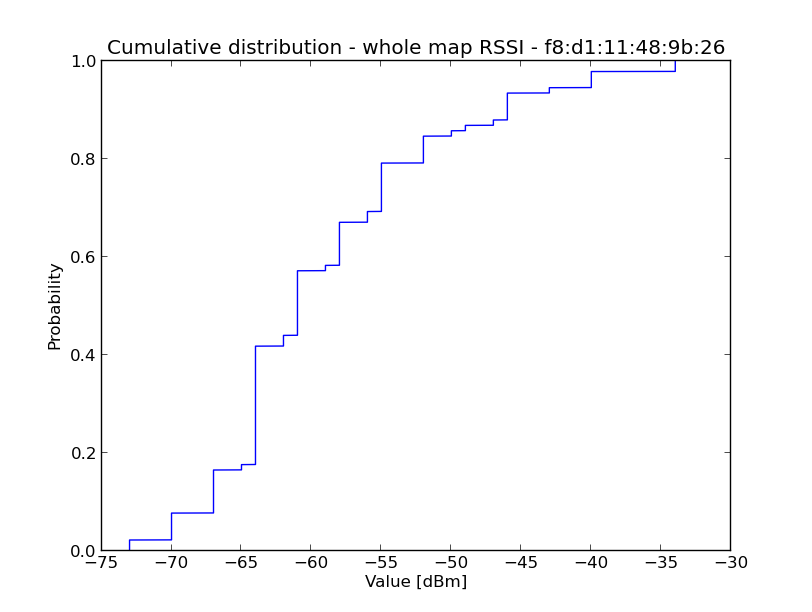 Cumulative distribution - whole map RSSI - f8:d1:11:48:9b:26
1.0
0.8
0.6
0.4
0.2
0.0
Probability
−75 −70 −65 −60 −55 −50 −45 −40 −35 −30
Value [dBm]